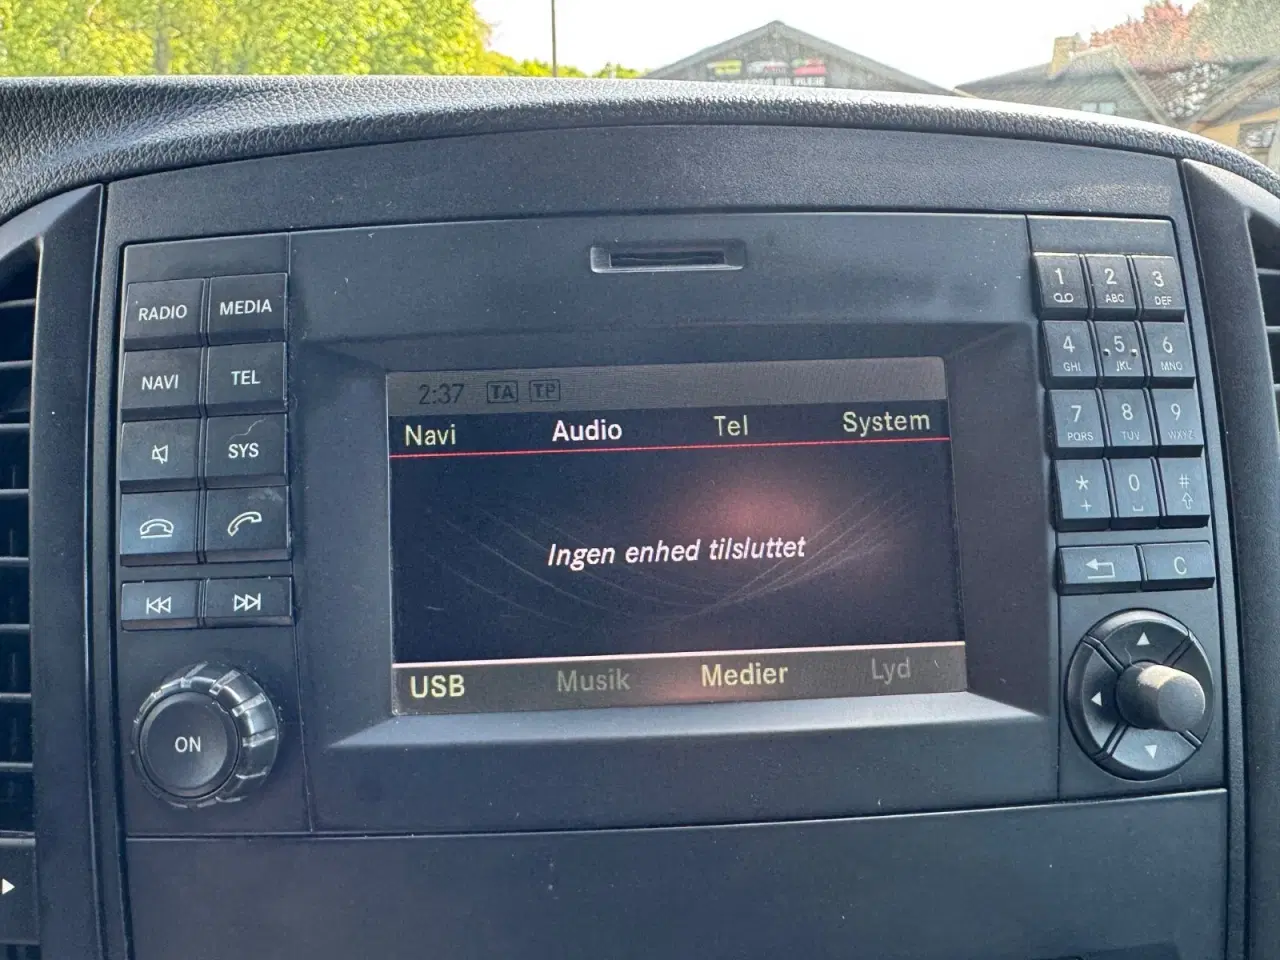 RADIO MEDIA
NAVI TEL
SYS
ON
2:37 TA TP
Navi Audio Tel System
Ingen enhed tilsluttet
USB Musik Medier Lyd
1 2 ABC 3 DEF
4 GHI 5 JKL 6 MNO
7 PQRS 8 TUV 9 WXYZ
* + 0 #
C